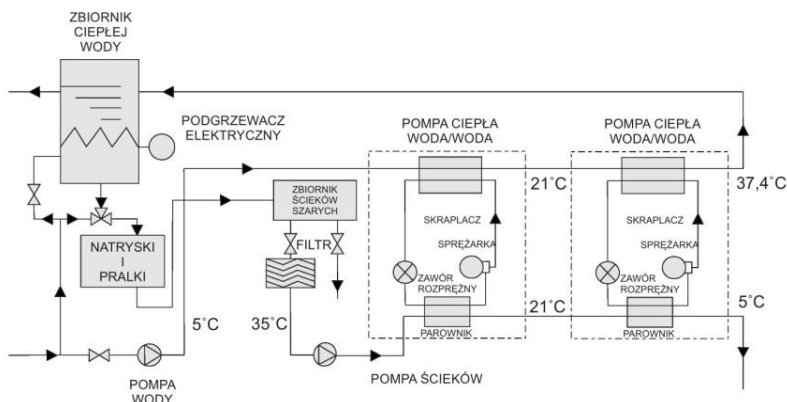 ZBIORNIK
CIEPŁEJ
WODY
PODGRZEWACZ
ELEKTRYCZNY
POMPA CIEPŁA
WODA/WODA
POMPA CIEPŁA
WODA/WODA
ZBIORNIK
ŚCIEKÓW
SZARYCH
21˚C
37,4˚C
SKRAPLACZ
SKRAPLACZ
NATRYSKI
I
PRALKI
FILTR
SPRĘŻARKA
SPRĘŻARKA
ZAWÓR
ROZPRĘŻNY
ZAWÓR
ROZPRĘŻNY
5˚C
35˚C
21˚C
5˚C
PAROWNIK
PAROWNIK
POMPA
WODY
POMPA ŚCIEKÓW